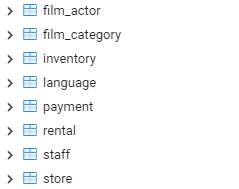 film_actor
film_category
inventory
language
payment
rental
staff
store